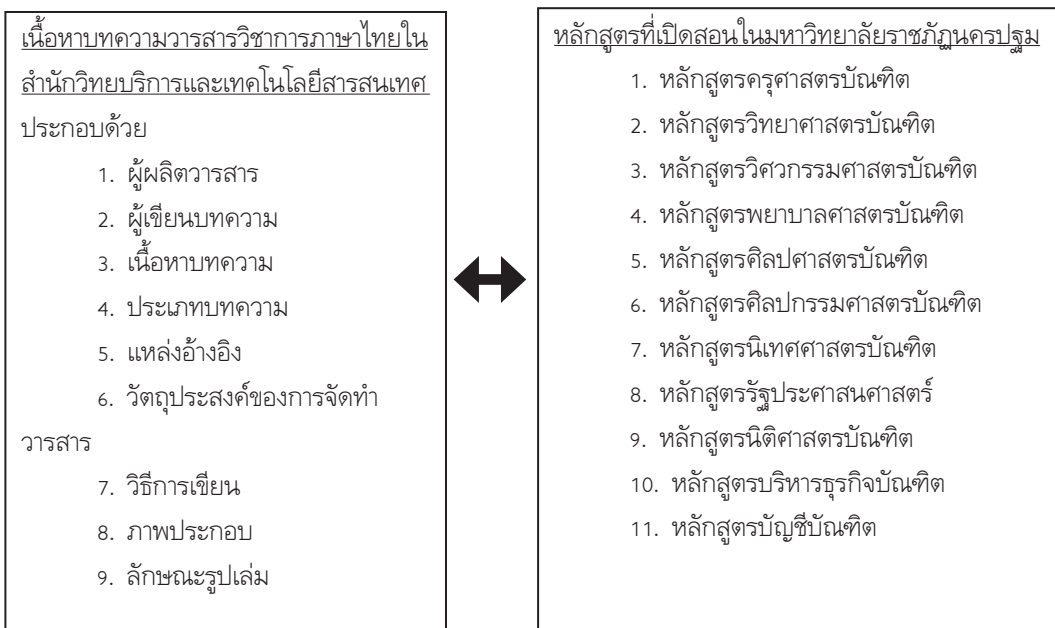 เนื้อหาบทความวารสารวิชาการภาษาไทยใน
สำนักวิทยบริการและเทคโนโลยีสารสนเทศ
ประกอบด้วย
1. ผู้ผลิตวารสาร
2. ผู้เขียนบทความ
3. เนื้อหาบทความ
4. ประเภทบทความ
5. แหล่งอ้างอิง
6. วัตถุประสงค์ของการจัดทำ
วารสาร
7. วิธีการเขียน
8. ภาพประกอบ
9. ลักษณะรูปเล่ม
หลักสูตรที่เปิดสอนในมหาวิทยาลัยราชภัฏนครปฐม
1. หลักสูตรครุศาสตรบัณฑิต
2. หลักสูตรวิทยาศาสตรบัณฑิต
3. หลักสูตรวิศวกรรมศาสตรบัณฑิต
4. หลักสูตรพยาบาลศาสตรบัณฑิต
5. หลักสูตรศิลปศาสตรบัณฑิต
6. หลักสูตรศิลปกรรมศาสตรบัณฑิต
7. หลักสูตรนิเทศศาสตรบัณฑิต
8. หลักสูตรรัฐประศาสนศาสตร์
9. หลักสูตรนิติศาสตรบัณฑิต
10. หลักสูตรบริหารธุรกิจบัณฑิต
11. หลักสูตรบัญชีบัณฑิต